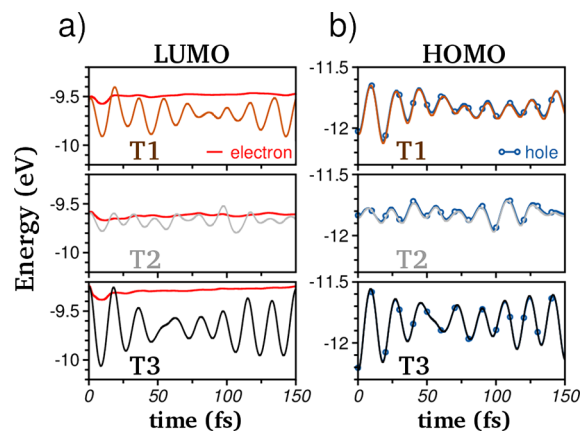 a) b)
LUMO HOMO
Energy (eV)
-9.5
-10
T1
electron
-11.5
-12
T1
hole
-9.5
-10
T2
-11.5
-12
T2
-9.5
-10
T3
-11.5
-12
T3
0 50 100 150
0 50 100 150
time (fs) time (fs)